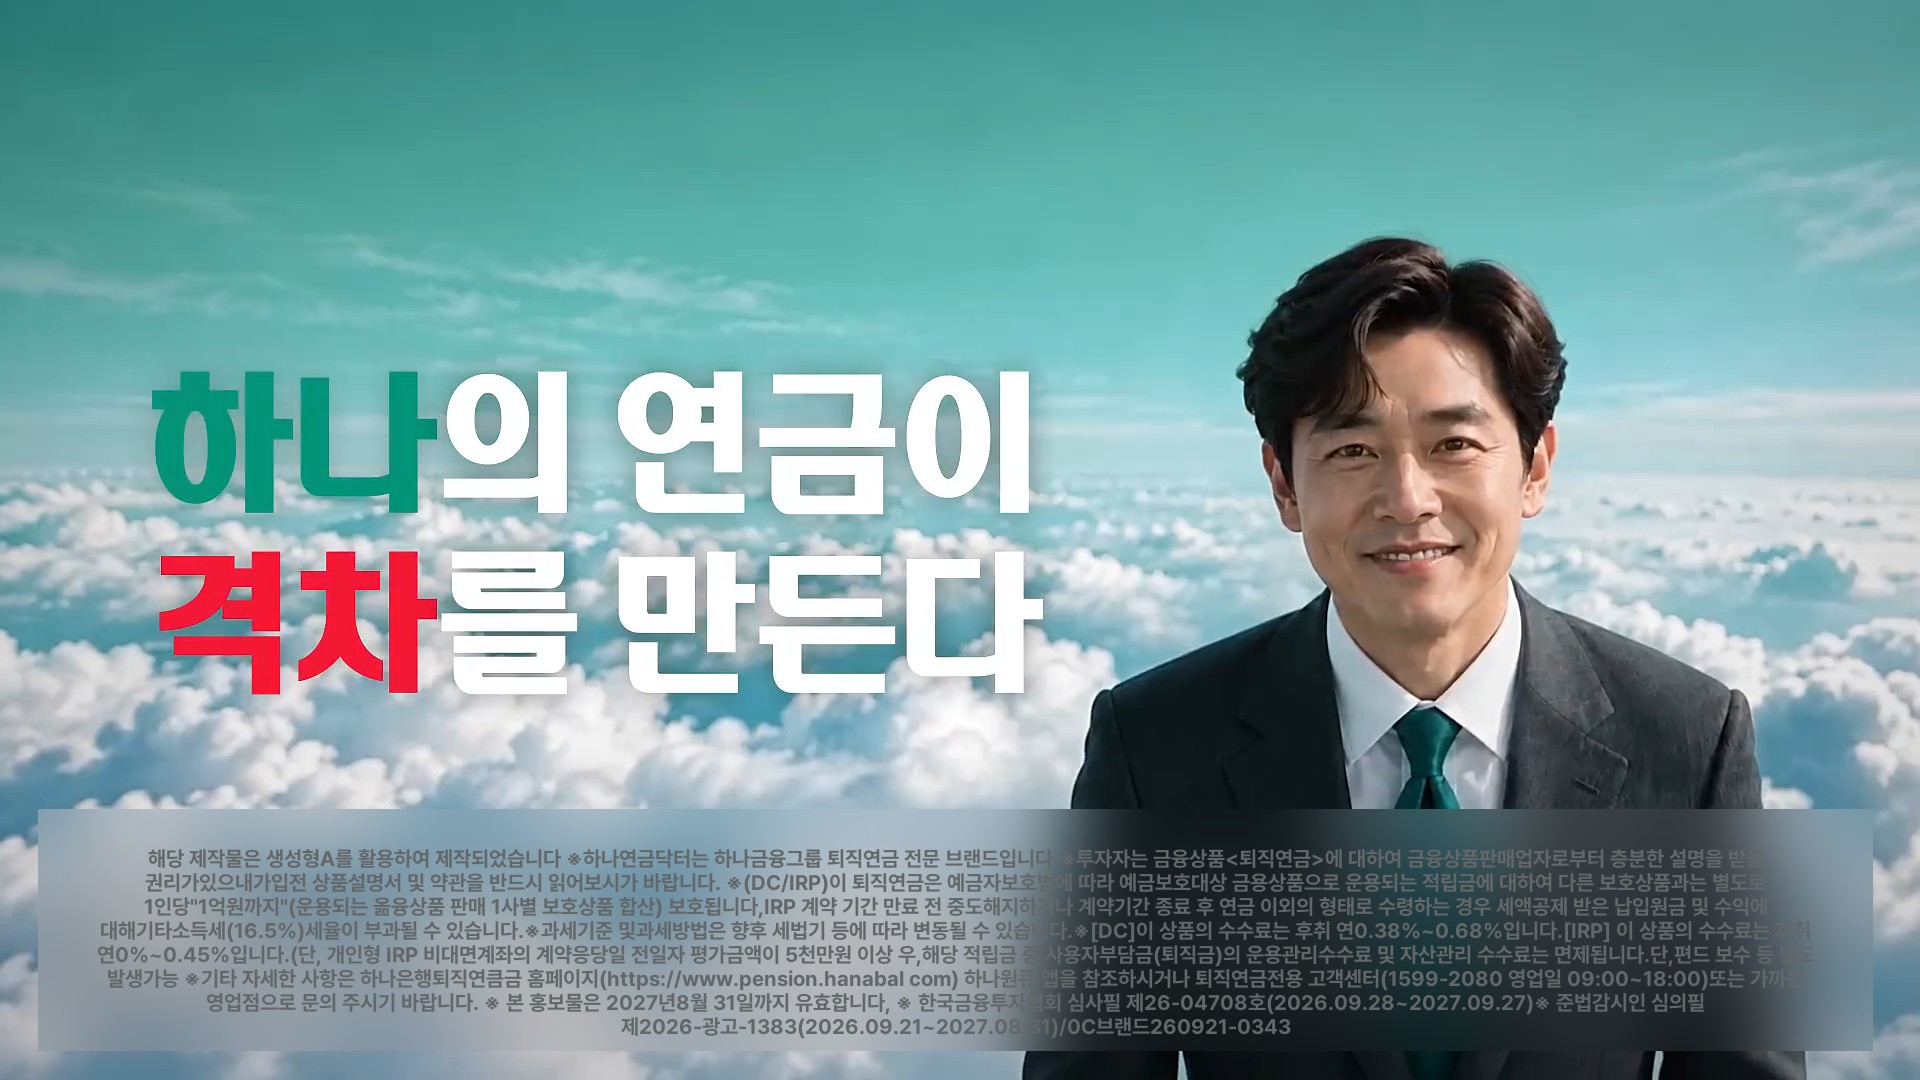 하나의 연금이
격차를 만든다
해당 제작물은 생성형A를 활용하여 제작되었습니다 ※하나연금닥터는 하나금융그룹 퇴직연금 전문 브랜드입니다.※투자자는 금융상품<퇴직연금>에 대하여 금융상품판매업자로부터 충분한 설명을 받을
권리가있으내가입전 상품설명서 및 약관을 반드시 읽어보시가 바랍니다. ※(DC/IRP)이 퇴직연금은 예금자보호법에 따라 예금보호대상 금용상품으로 운용되는 적립금에 대하여 다른 보호상품과는 별도로
1인당"1억원까지"(운용되는 옮융상품 판매 1사별 보호상품 합산) 보호됩니다,IRP 계약 기간 만료 전 중도해지하거나 계약기간 종료 후 연금 이외의 형태로 수령하는 경우 세액공제 받은 납입원금 및 수익에
대해기타소득세(16.5%)세율이 부과될 수 있습니다.※과세기준 및과세방법은 향후 세법기 등에 따라 변동될 수 있습니다.※[DC]이 상품의 수수료는 후취 연0.38%~0.68%입니다.[IRP] 이 상품의 수수료는 후취
연0%~0.45%입니다.(단, 개인형 IRP 비대면계좌의 계약응당일 전일자 평가금액이 5천만원 이상 우,해당 적립금 중 사용자부담금(퇴직금)의 운용관리수수료 및 자산관리 수수료는 면제됩니다.단,펀드 보수 등 별도
발생가능 ※기타 자세한 사항은 하나은행퇴직연큼금 홈페이지(https://www.pension.hanabal com) 하나원큐 앱을 참조하시거나 퇴직연금전용 고객센터(1599-2080 영업일 09:00~18:00)또는 가까운
영업점으로 문의 주시기 바랍니다. ※ 본 홍보물은 2027년8월 31일까지 유효합니다, ※ 한국금융투자협회 심사필 제26-04708호(2026.09.28~2027.09.27)※ 준법감시인 심의필
제2026-광고-1383(2026.09.21~2027.08.31)/0C브랜드260921-0343